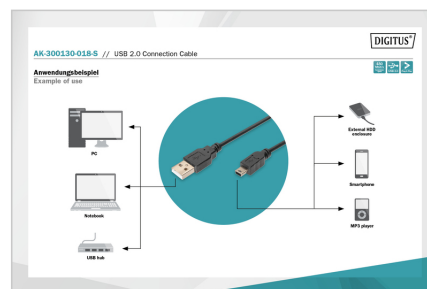 DIGITUS®
AK-300130-018-S // USB 2.0 Connection Cable
Anwendungsbeispiel
Example of use
PC
Notebook
USB hub
External HDD
enclosure
Smartphone
MP3 player